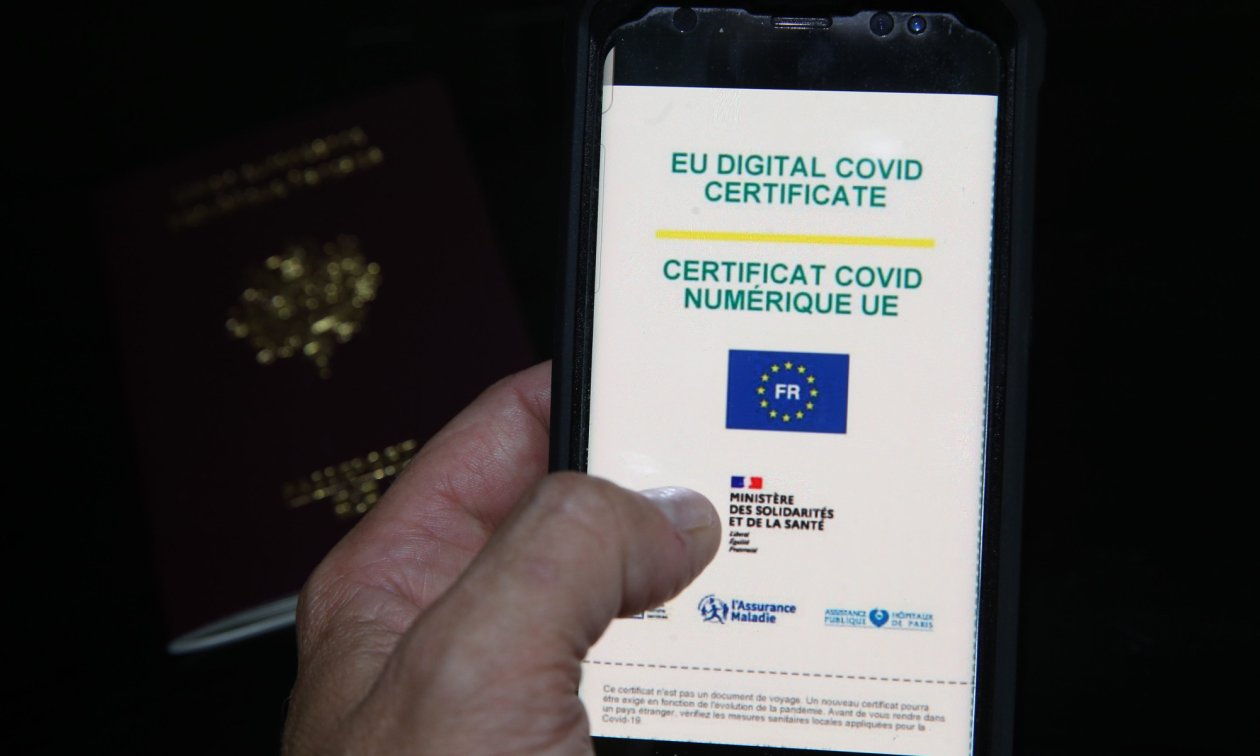 EU DIGITAL COVID
CERTIFICATE
CERTIFICAT COVID
NUMÉRIQUE UE
FR
MINISTÈRE
DES SOLIDARITÉS
ET DE LA SANTÉ
Liberté
Égalité
Fraternité
l'Assurance
Maladie
ASSISTANCE
PUBLIQUE
HÔPITAUX
DE PARIS
Ce certificat n'est pas un document de voyage. Un nouveau certificat pourra
être exigé en fonction de l'évolution de la pandémie. Avant de vous rendre dans
un pays étranger, vérifiez les mesures sanitaires locales appliquées pour la
Covid-19.